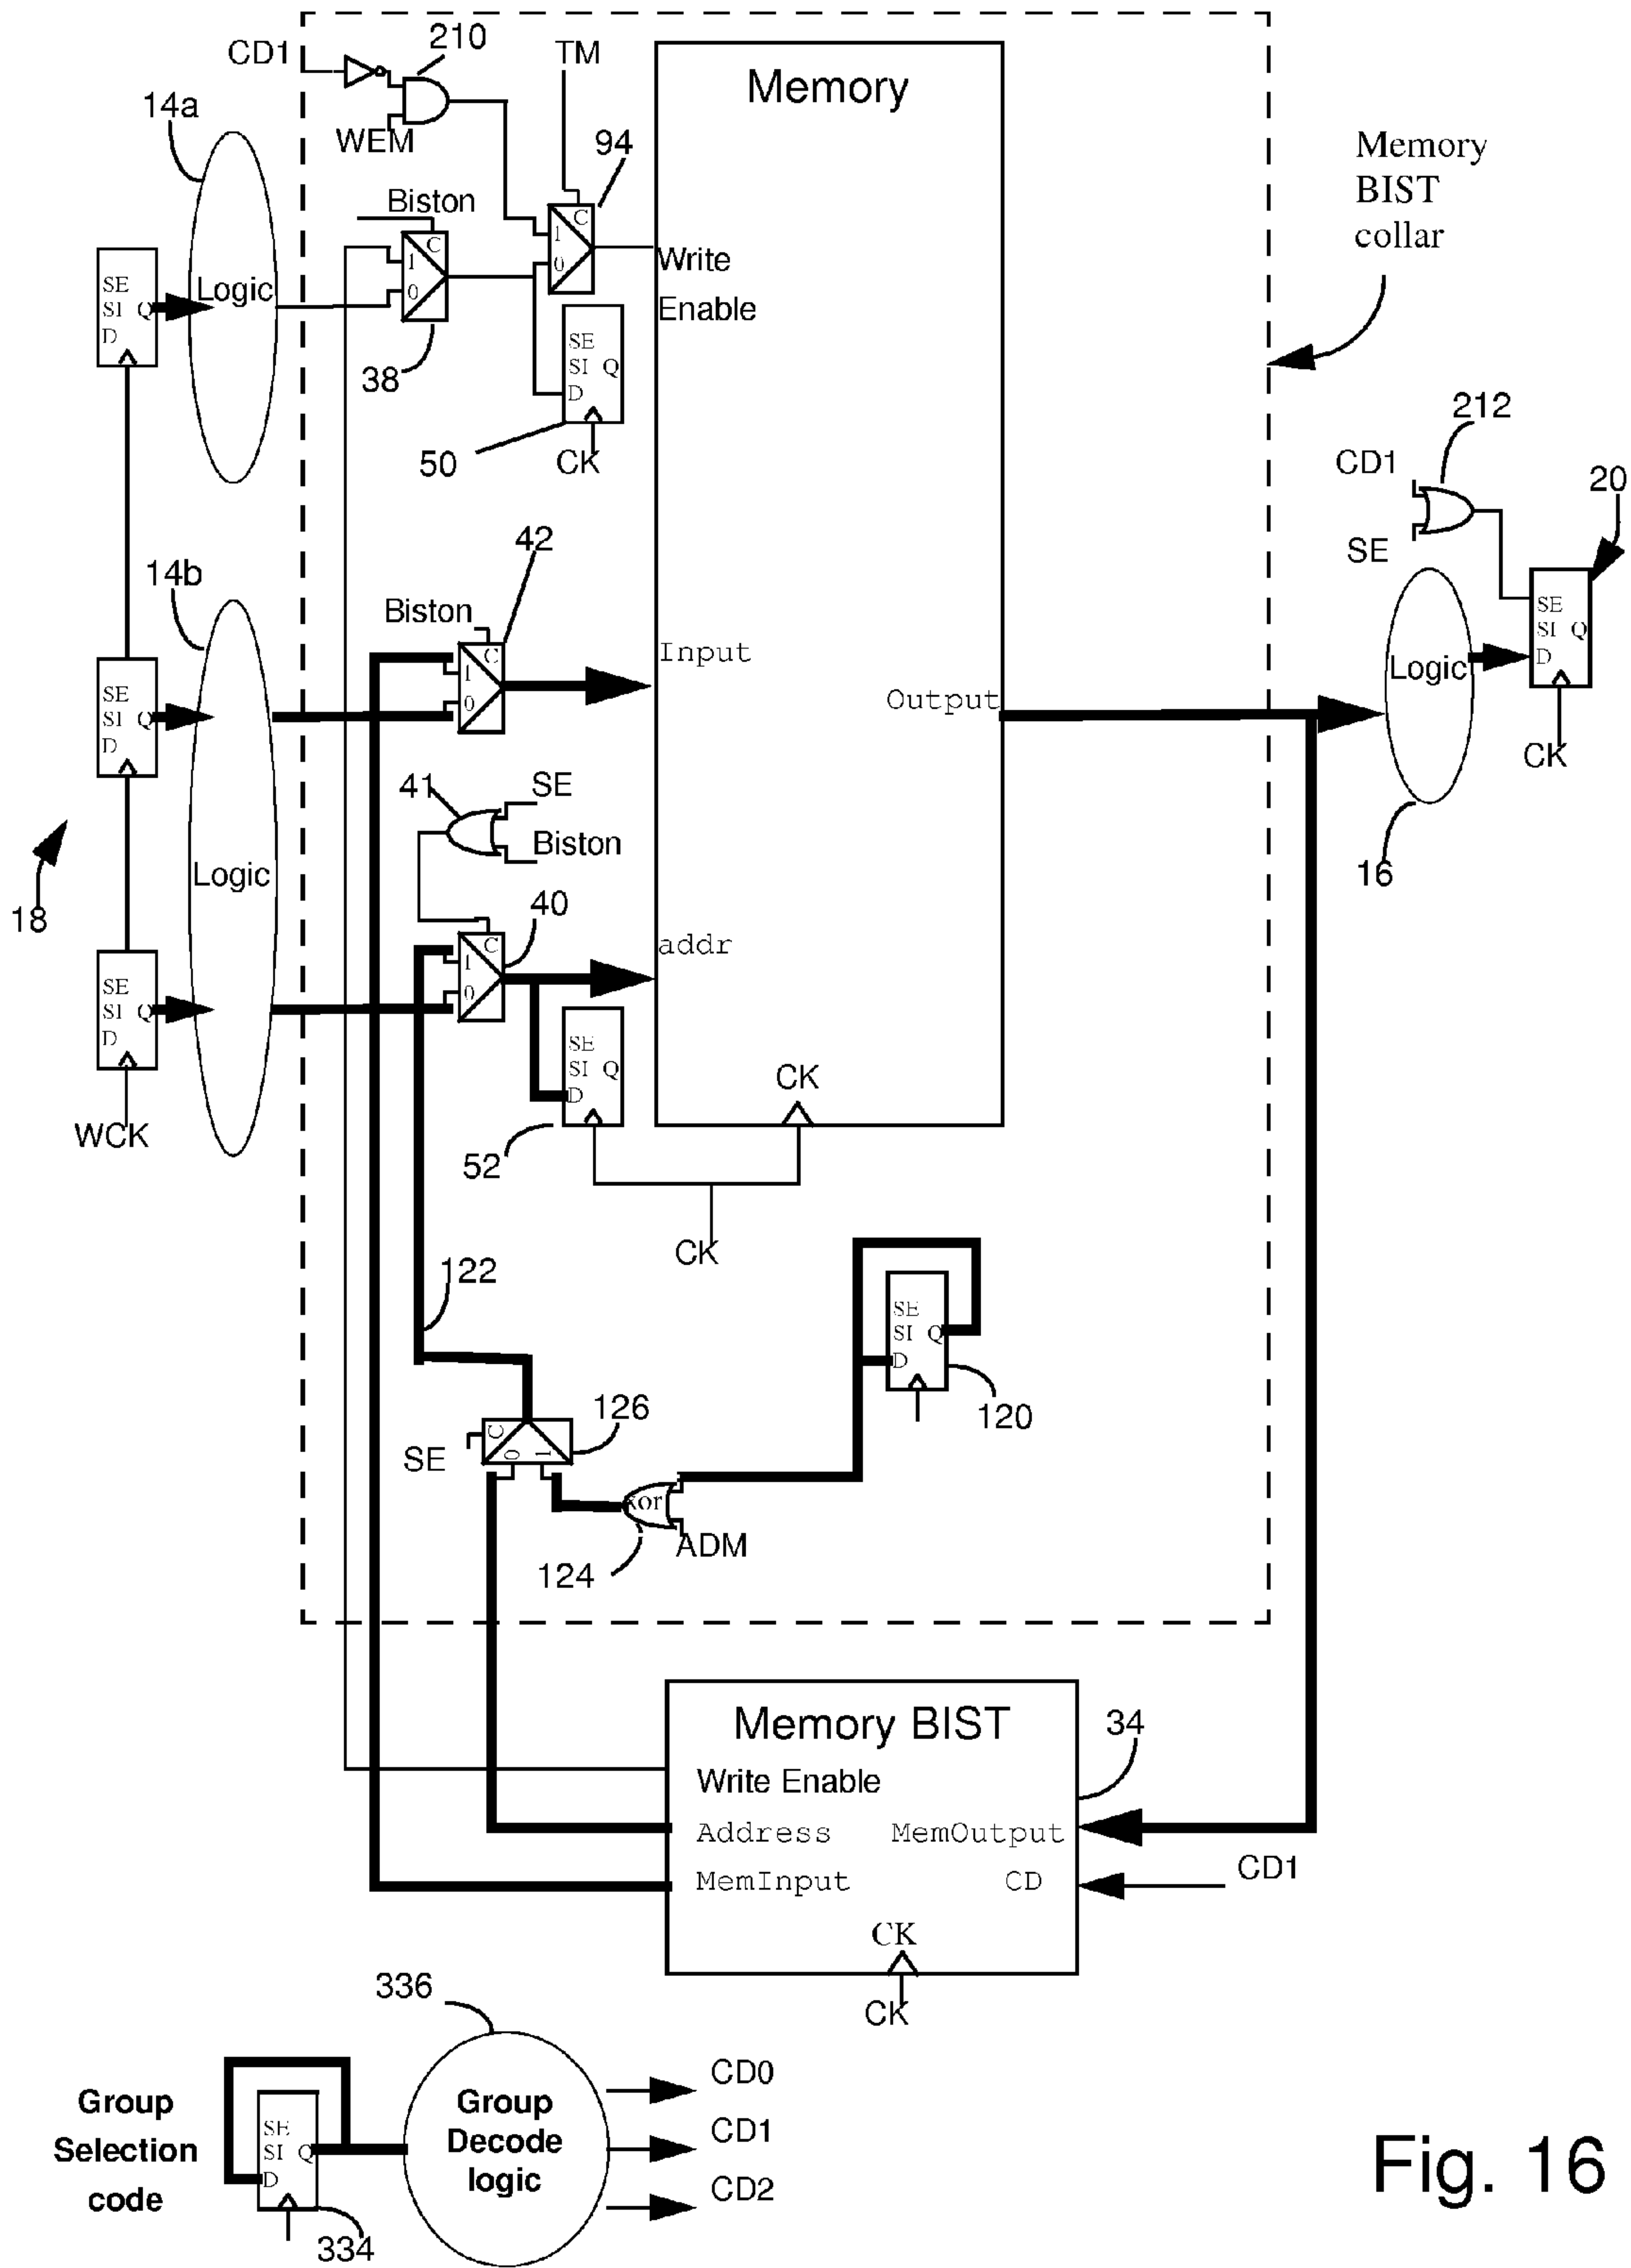 CD1
210
TM
Memory
14a
WEM
94
Memory
BIST
collar
Biston
C
1
0
C
1
0
Write
Enable
SE
SI Q
D
Logic
38
SE
SI Q
D
50
CK
212
CD1
20
SE
14b
42
Biston
C
1
0
Input
Output
SE
SI Q
D
Logic
SE
SI Q
D
CK
41
SE
Biston
16
18
Logic
40
C
1
0
addr
SE
SI Q
D
SE
SI Q
D
CK
WCK
52
CK
122
SE
SI Q
D
120
126
SE
C
0
1
xor
ADM
124
Memory BIST
34
Write Enable
Address MemOutput
MemInput CD
CD1
CK
CK
336
Group
Selection
code
SE
SI Q
D
334
Group
Decode
logic
CD0
CD1
CD2
Fig. 16